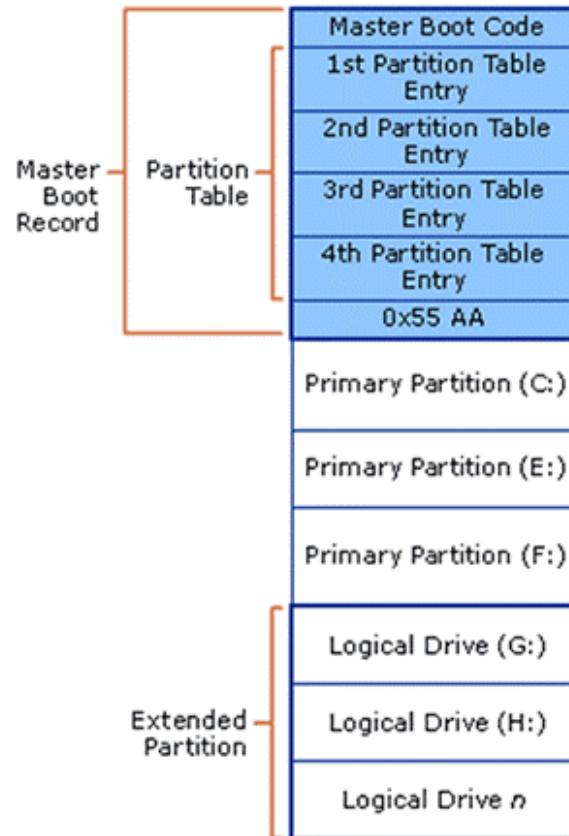 Master Boot Code
1st Partition Table
Entry
2nd Partition Table
Entry
3rd Partition Table
Entry
4th Partition Table
Entry
0x55 AA
Master
Boot
Record
Partition
Table
Primary Partition (C:)
Primary Partition (E:)
Primary Partition (F:)
Logical Drive (G:)
Logical Drive (H:)
Logical Drive n
Extended
Partition